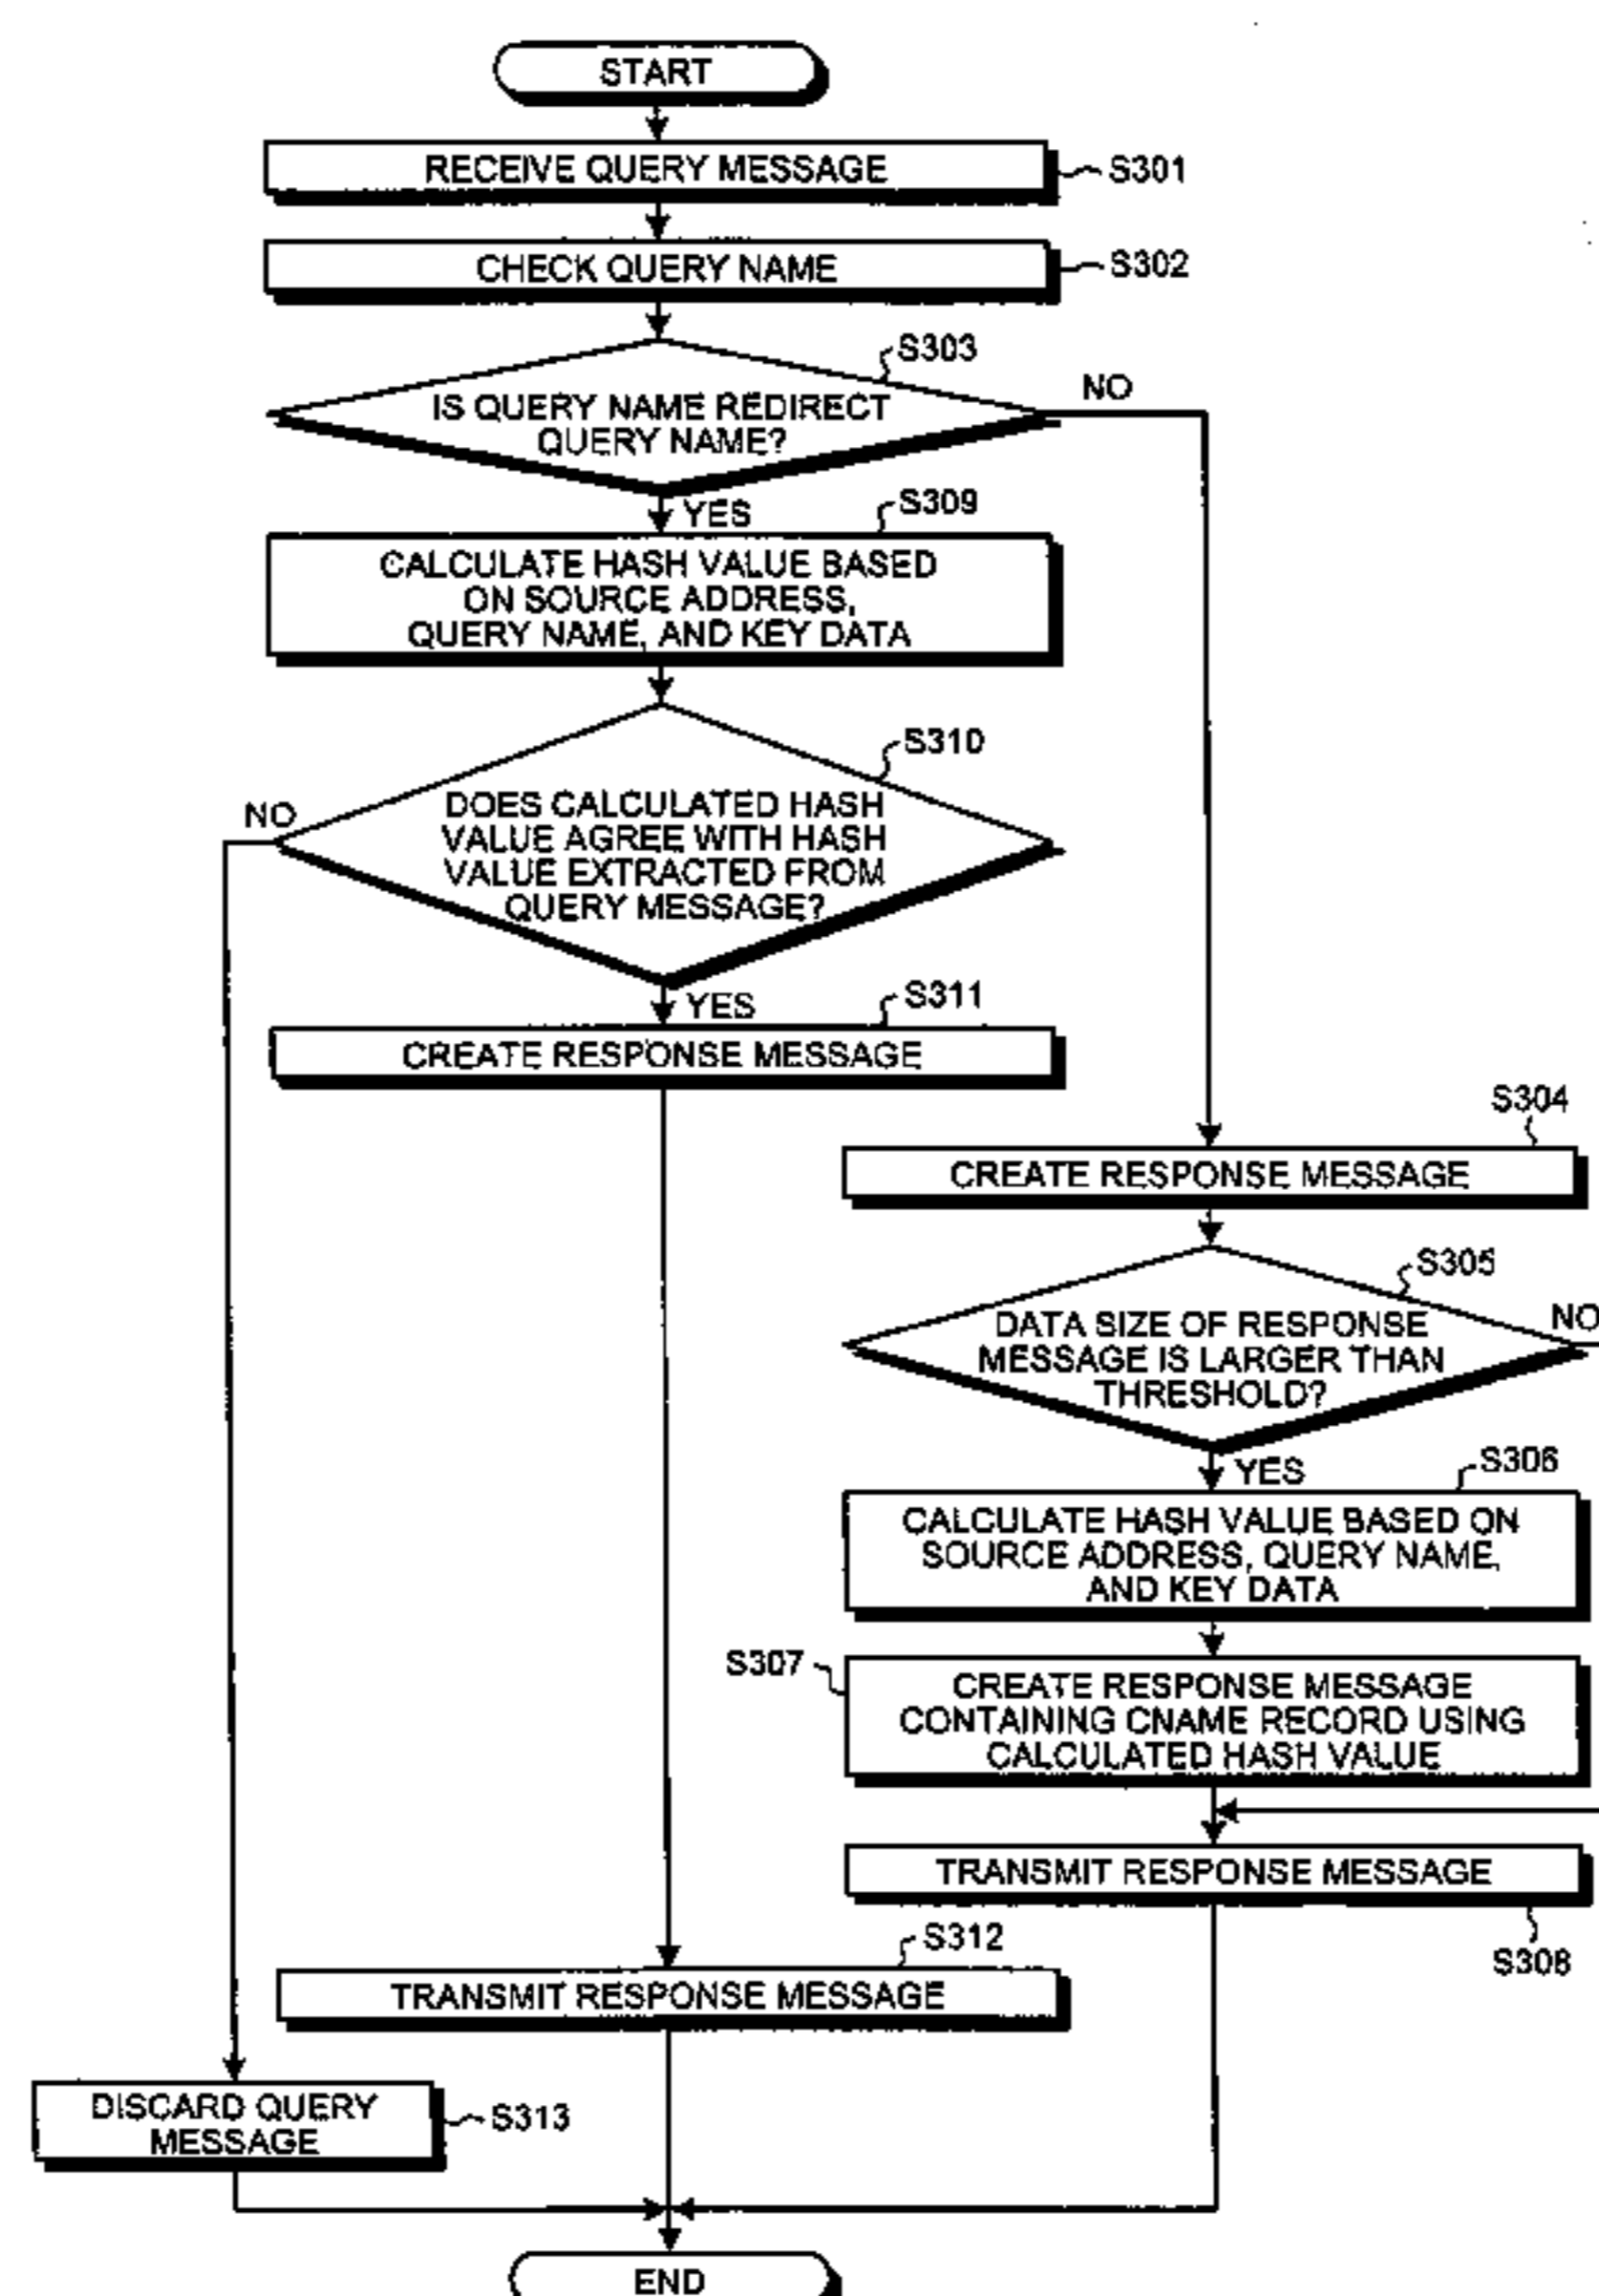 START
RECEIVE QUERY MESSAGE
S301
CHECK QUERY NAME
S302
S303
IS QUERY NAME REDIRECT
QUERY NAME?
NO
YES
S309
CALCULATE HASH VALUE BASED
ON SOURCE ADDRESS,
QUERY NAME, AND KEY DATA
S310
DOES CALCULATED HASH
VALUE AGREE WITH HASH
VALUE EXTRACTED FROM
QUERY MESSAGE?
NO
YES
S311
CREATE RESPONSE MESSAGE
S304
CREATE RESPONSE MESSAGE
S305
DATA SIZE OF RESPONSE
MESSAGE IS LARGER THAN
THRESHOLD?
NO
YES
S306
CALCULATE HASH VALUE BASED ON
SOURCE ADDRESS, QUERY NAME,
AND KEY DATA
S307
CREATE RESPONSE MESSAGE
CONTAINING CNAME RECORD USING
CALCULATED HASH VALUE
TRANSMIT RESPONSE MESSAGE
S308
S312
TRANSMIT RESPONSE MESSAGE
DISCARD QUERY
MESSAGE
S313
END